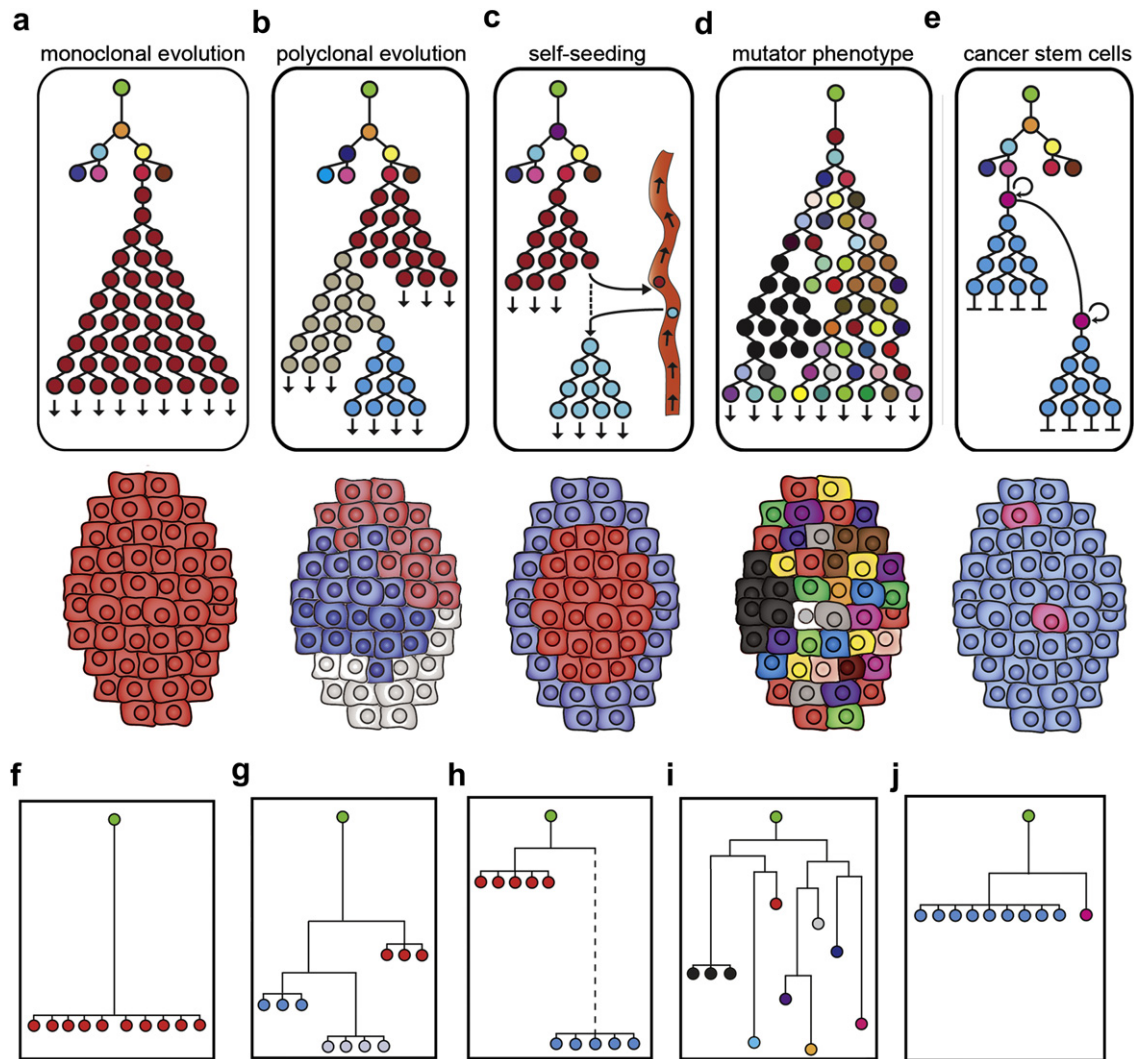 a b c d e
monoclonal evolution polyclonal evolution self-seeding mutator phenotype cancer stem cells
f g h i j